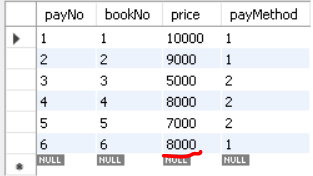 payNo bookNo price payMethod
1 1 10000 1
2 2 9000 1
3 3 5000 2
4 4 8000 2
5 5 7000 2
6 6 8000 1
NULL NULL NULL NULL